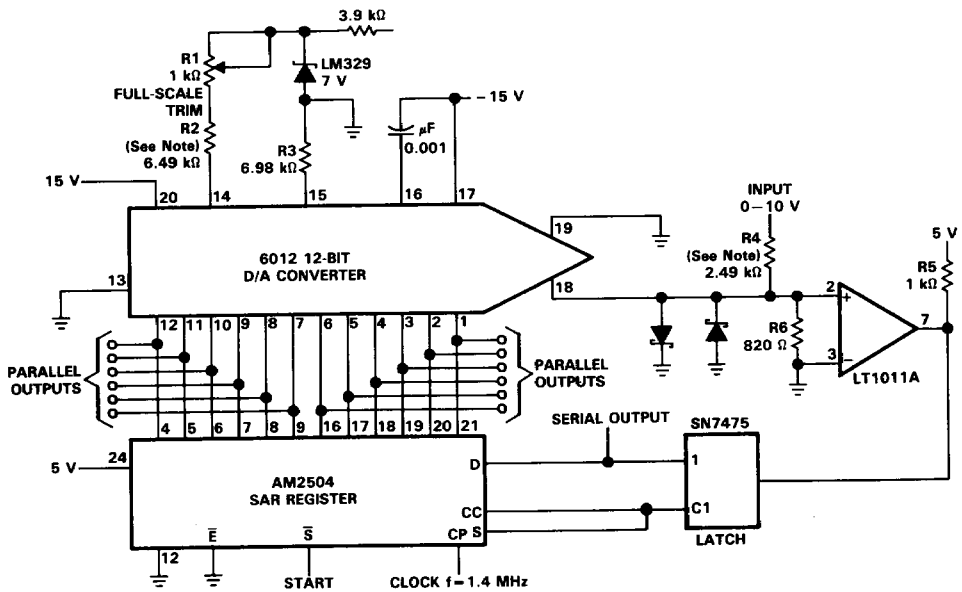 3.9 kΩ
R1
1 kΩ
FULL-SCALE
TRIM
R2
(See Note)
6.49 kΩ
LM329
7 V
R3
6.98 kΩ
μF
0.001
−15 V
15 V
20
14
15
16
17
INPUT
0−10 V
R4
(See Note)
2.49 kΩ
5 V
R5
1 kΩ
6012 12-BIT
D/A CONVERTER
19
18
13
R6
820 Ω
2
+
3
−
7
LT1011A
12 11 10 9 8 7 6 5 4 3 2 1
PARALLEL
OUTPUTS
PARALLEL
OUTPUTS
4 5 6 7 8 9 16 17 18 19 20 21
SERIAL OUTPUT
SN7475
5 V
24
AM2504
SAR REGISTER
D
CC
S
CP
1
C1
LATCH
12
E̅
S̅
START
CLOCK f = 1.4 MHz